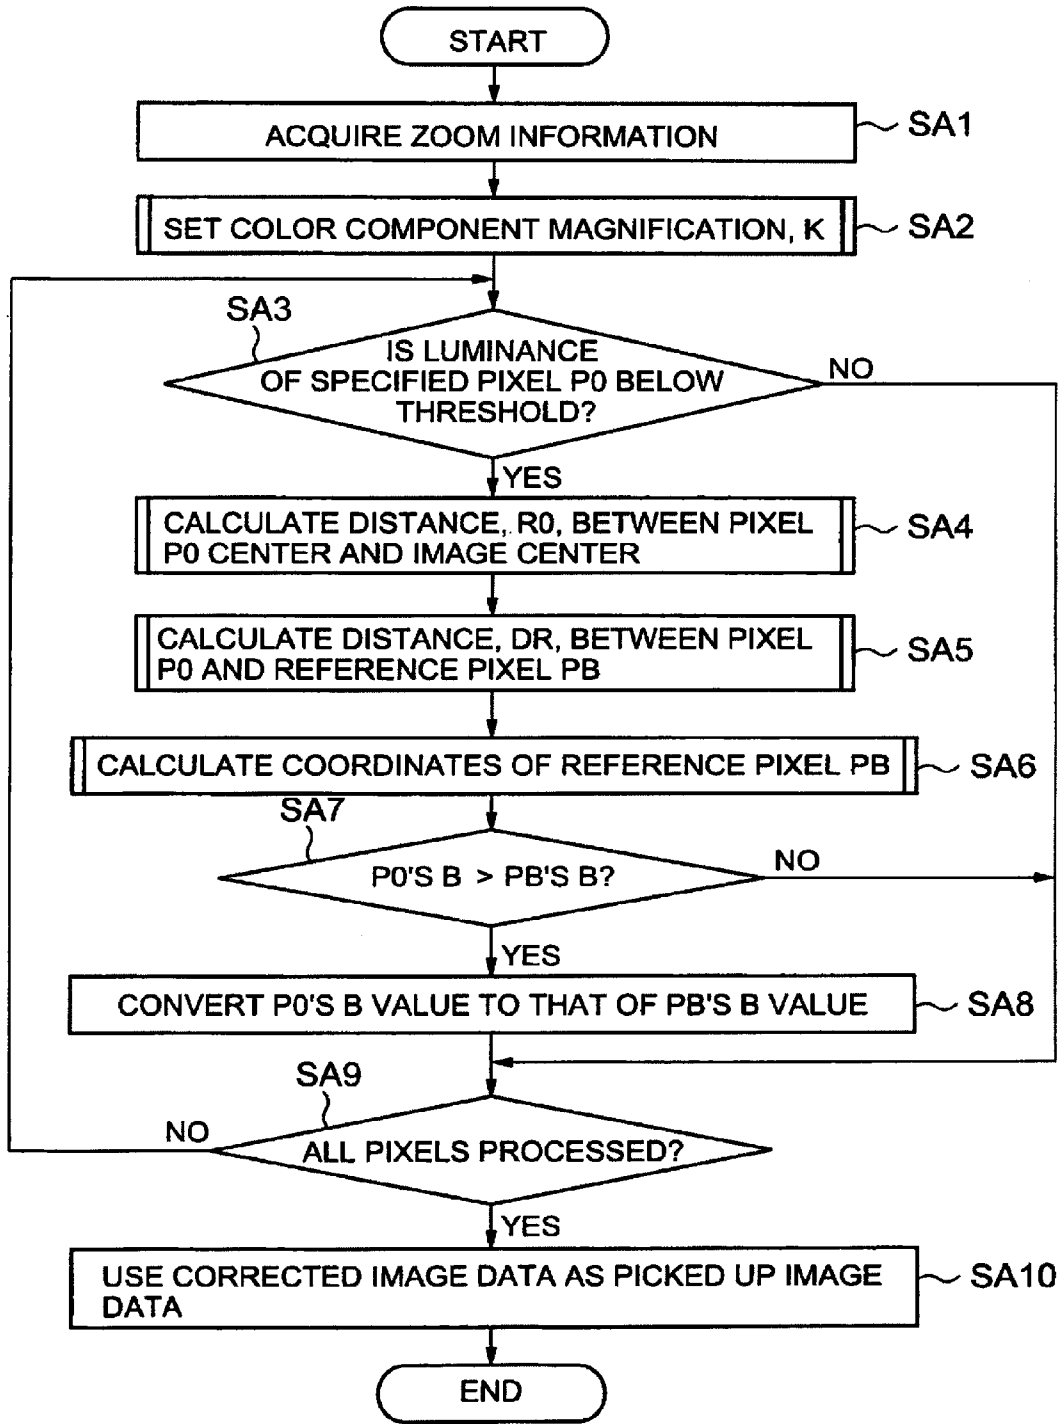 START
ACQUIRE ZOOM INFORMATION
SA1
SET COLOR COMPONENT MAGNIFICATION, K
SA2
SA3
IS LUMINANCE
OF SPECIFIED PIXEL P0 BELOW
THRESHOLD?
NO
YES
CALCULATE DISTANCE, R0, BETWEEN PIXEL
P0 CENTER AND IMAGE CENTER
SA4
CALCULATE DISTANCE, DR, BETWEEN PIXEL
P0 AND REFERENCE PIXEL PB
SA5
CALCULATE COORDINATES OF REFERENCE PIXEL PB
SA6
SA7
P0'S B > PB'S B?
NO
YES
CONVERT P0'S B VALUE TO THAT OF PB'S B VALUE
SA8
SA9
NO
ALL PIXELS PROCESSED?
YES
USE CORRECTED IMAGE DATA AS PICKED UP IMAGE
DATA
SA10
END